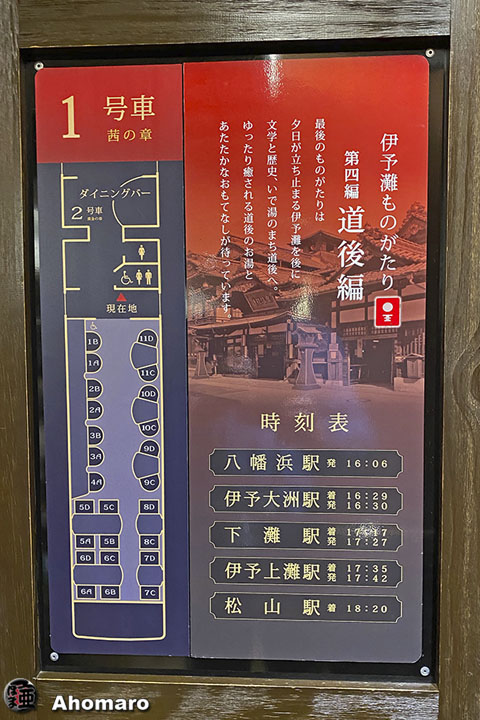 1 号車
茜の章
ダイニングバー
2 号車
現在地
1B
1A
2B
2A
3B
3A
4A
11D
11C
10D
10C
9D
9C
5D 5C 8D
5A 5B 8C
6D 6C 7D
6A 6B 7C
伊予灘ものがたり
第四編 道後編
最後のものがたりは
夕日が立ち止まる伊予灘を後に
文学と歴史、いで湯のまち道後へ。
ゆったり癒される道後のお湯と
あたたかなおもてなしが待っています。
時刻表
八幡浜駅 発 16:06
伊予大洲駅 着 16:29
発 16:30
下灘駅 着 17:17
発 17:27
伊予上灘駅 着 17:35
発 17:42
松山駅 着 18:20
Ahomaro